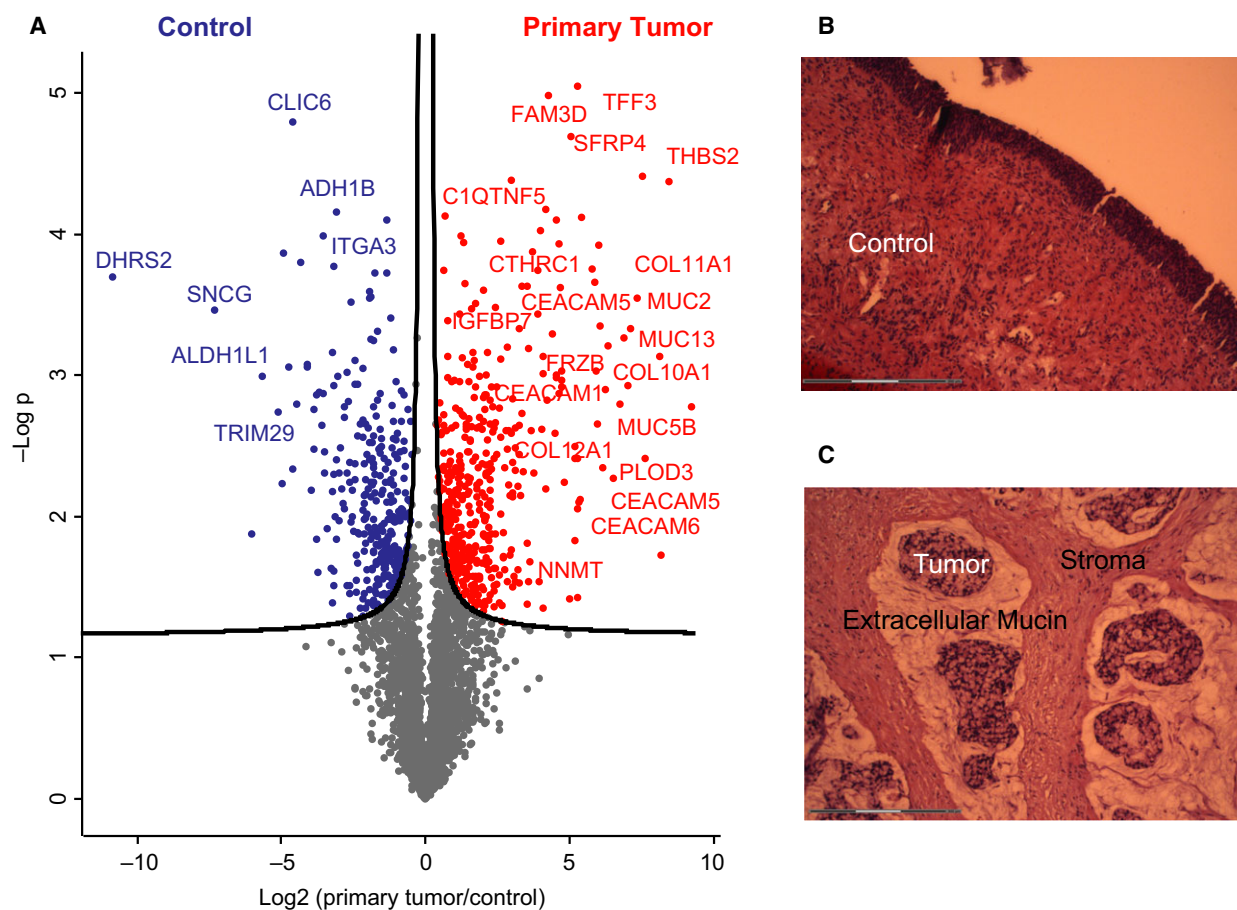 A
Control
Primary Tumor
CLIC6
ADH1B
ITGA3
DHRS2
SNCG
ALDH1L1
TRIM29
TFF3
FAM3D
SFRP4
THBS2
C1QTNF5
CTHRC1
COL11A1
CEACAM5
MUC2
IGFBP7
MUC13
FRZB
COL10A1
CEACAM1
MUC5B
COL12A1
PLOD3
CEACAM5
CEACAM6
NNMT
5
4
3
2
1
0
–Log p
–10
–5
0
5
10
Log2 (primary tumor/control)
B
Control
C
Tumor
Stroma
Extracellular Mucin